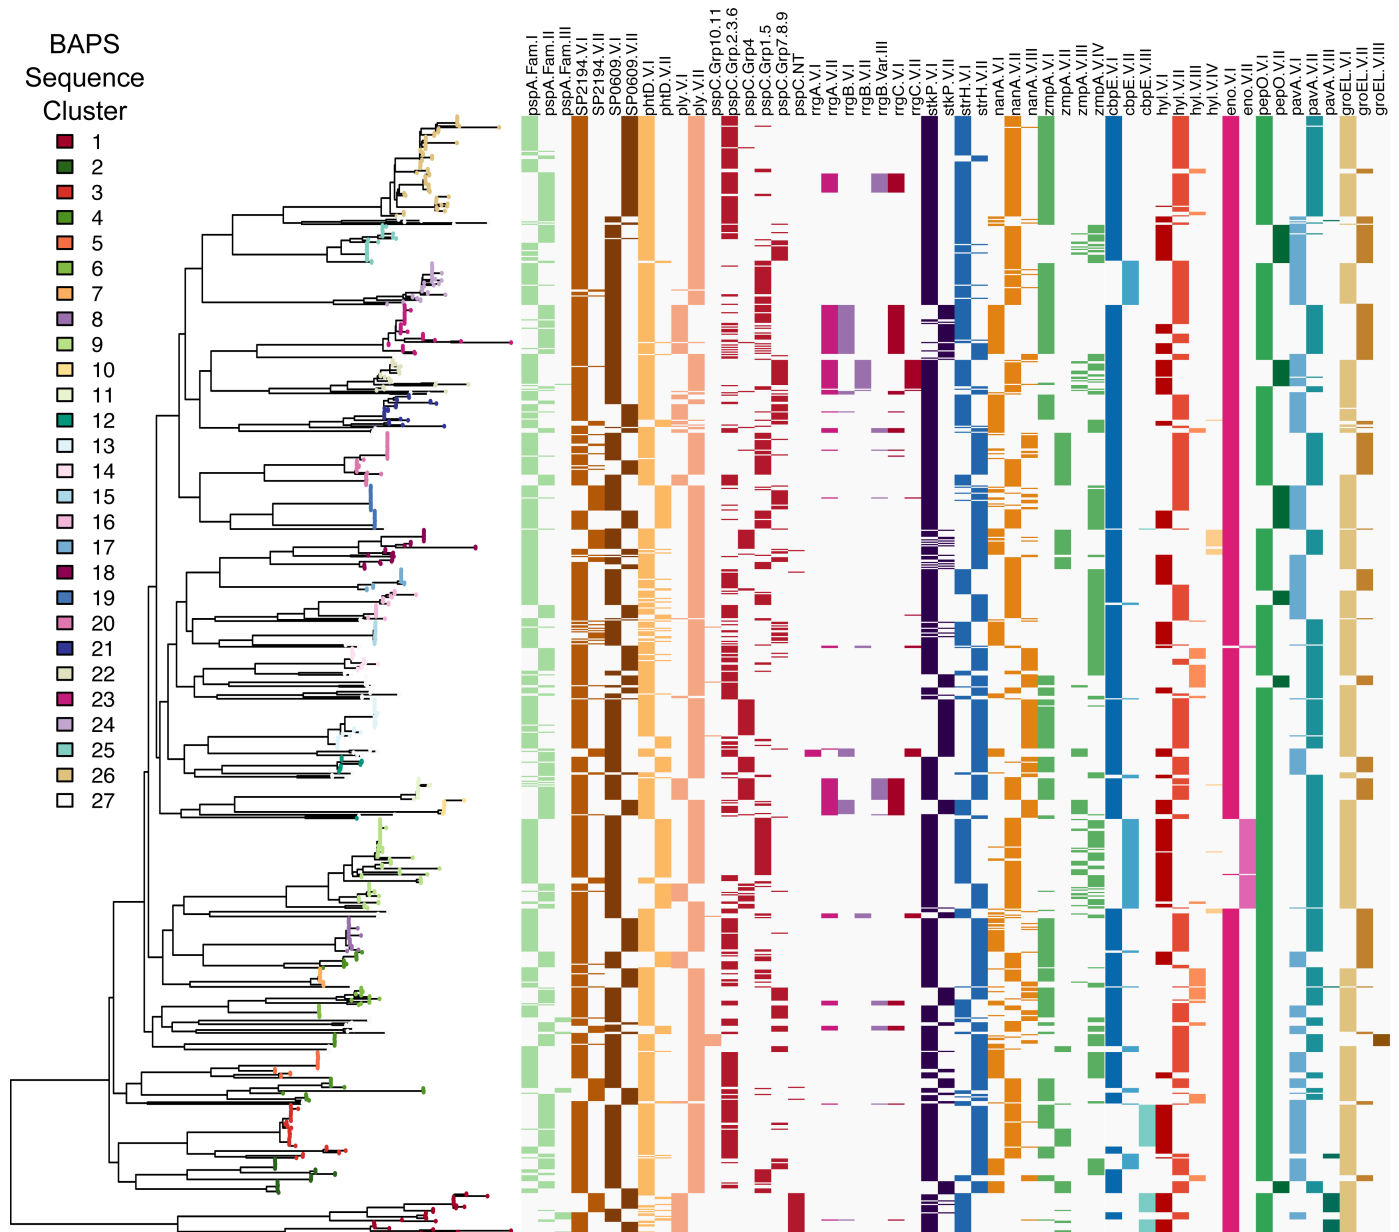 BAPS
Sequence
Cluster
1
2
3
4
5
6
7
8
9
10
11
12
13
14
15
16
17
18
19
20
21
22
23
24
25
26
27
pspA.Fam.I
pspA.Fam.II
pspA.Fam.III
SP2194.V.I
SP2194.V.II
SP0609.V.I
SP0609.V.II
phtD.V.I
phtD.V.II
ply.V.I
ply.V.II
pspC.Grp10.11
pspC.Grp.2.3.6
pspC.Grp4
pspC.Grp1.5
pspC.Grp7.8.9
pspC.NT
rrgA.V.I
rrgA.V.II
rrgB.V.I
rrgB.V.II
rrgB.Var.III
rrgC.V.I
rrgC.V.II
stkP.V.I
stkP.V.II
strH.V.I
strH.V.II
nanA.V.I
nanA.V.II
nanA.V.III
zmpA.V.I
zmpA.V.II
zmpA.V.III
zmpA.V.IV
cbpE.V.I
cbpE.V.II
cbpE.V.III
hyl.V.I
hyl.V.II
hyl.V.III
hyl.V.IV
eno.V.I
eno.V.II
pepO.V.I
pepO.V.II
pavA.V.I
pavA.V.II
pavA.V.III
groEL.V.I
groEL.V.II
groEL.V.III